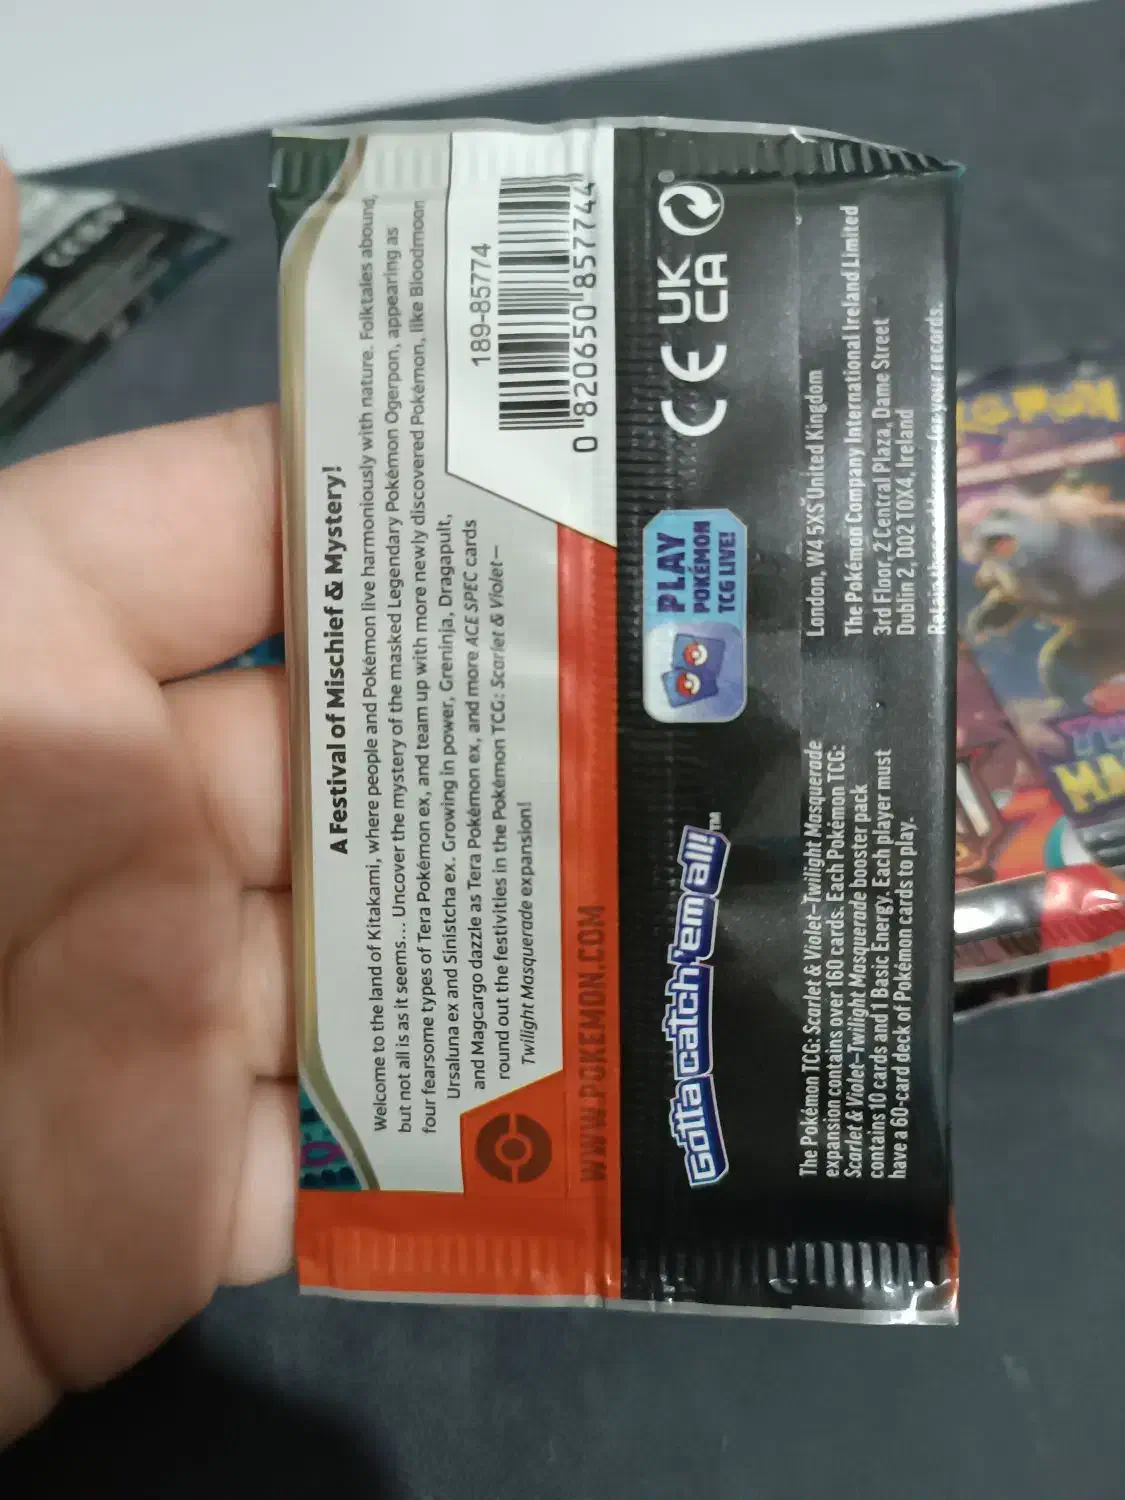 A Festival of Mischief & Mystery!
Welcome to the land of Kitakami, where people and Pokémon live harmoniously with nature. Folktales abound,
but not all is as it seems... Uncover the mystery of the masked Legendary Pokémon Ogerpon, appearing as
four fearsome types of Tera Pokémon ex, and team up with more newly discovered Pokémon, like Bloodmoon
Ursaluna ex and Sinistcha ex. Growing in power, Greninja, Dragapult,
and Magcargo dazzle as Tera Pokémon ex, and more ACE SPEC cards
round out the festivities in the Pokémon TCG: Scarlet & Violet—
Twilight Masquerade expansion!
189-85774
0 820650 857744
WWW.POKEMON.COM
Gotta catch 'em all!™
PLAY
POKÉMON
TCG LIVE!
CE UK
CA
The Pokémon TCG: Scarlet & Violet–Twilight Masquerade
expansion contains over 160 cards. Each Pokémon TCG:
Scarlet & Violet–Twilight Masquerade booster pack
contains 10 cards and 1 Basic Energy. Each player must
have a 60-card deck of Pokémon cards to play.
London, W4 5XS United Kingdom
The Pokémon Company International Ireland Limited
3rd Floor, 2 Central Plaza, Dame Street
Dublin 2, D02 T0X4, Ireland
for your records.